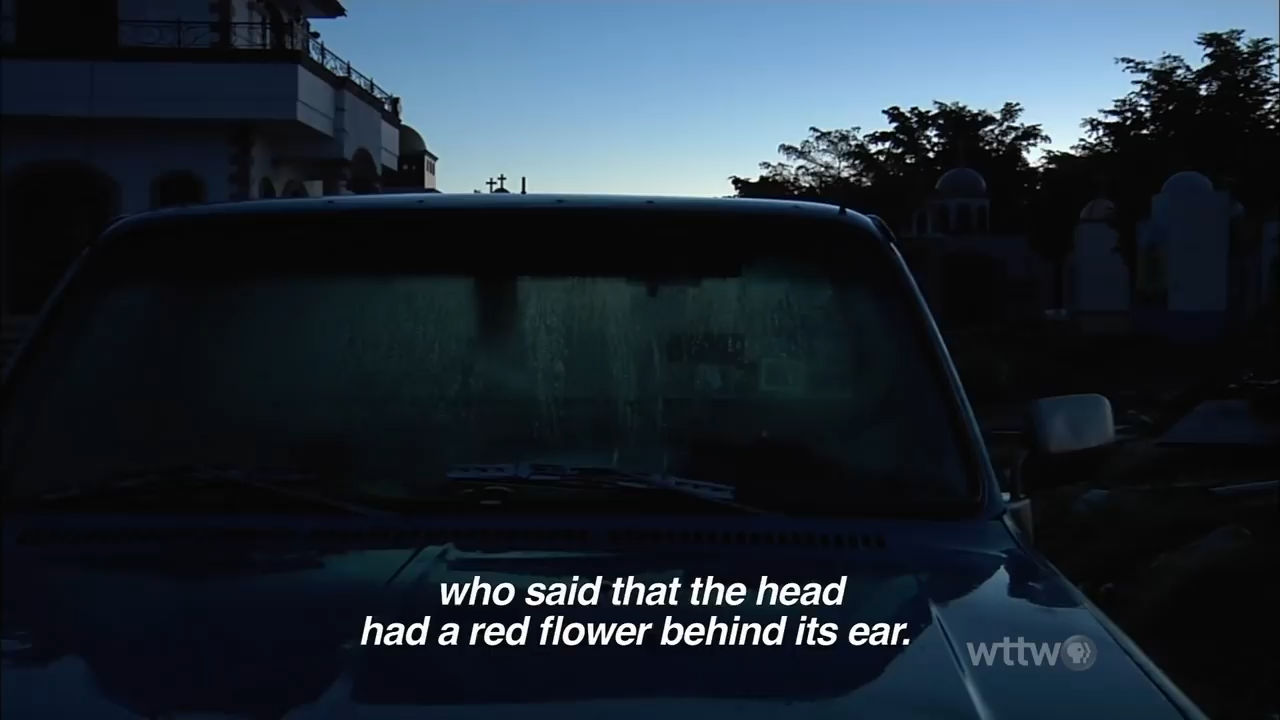 who said that the head
had a red flower behind its ear.
wttw